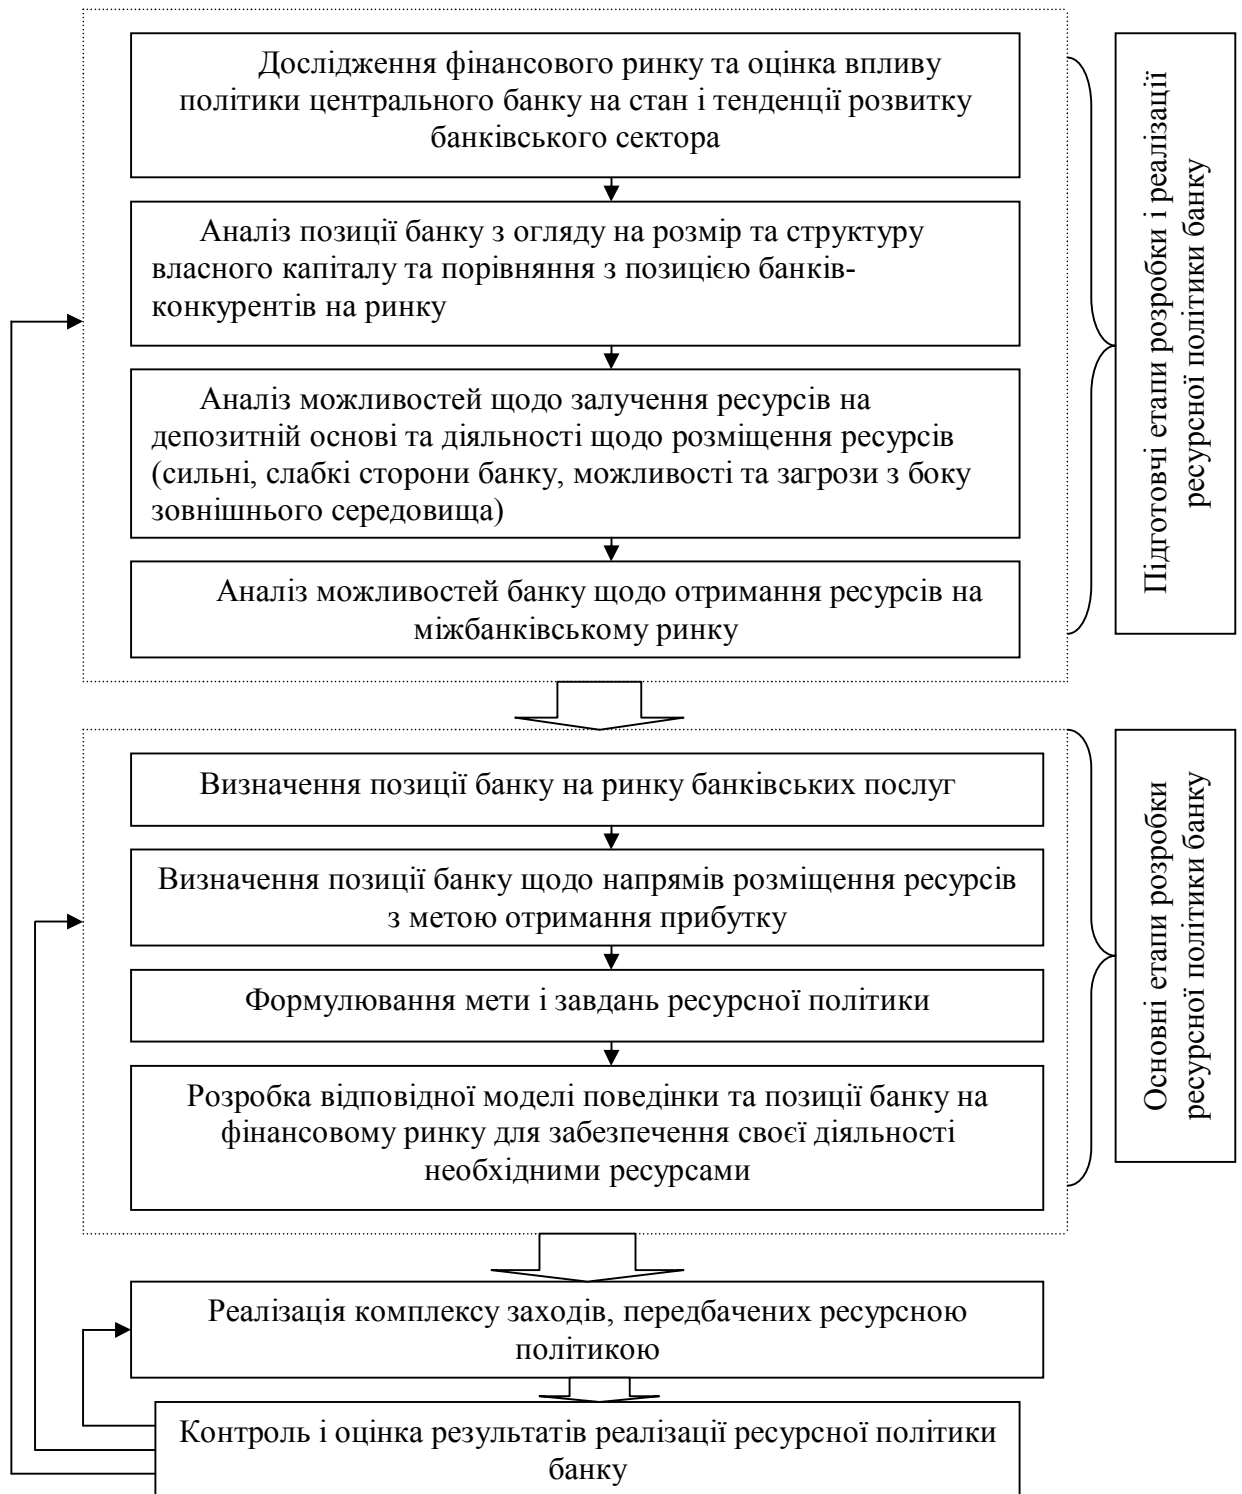 Дослідження фінансового ринку та оцінка впливу
політики центрального банку на стан і тенденції розвитку
банківського сектора
Аналіз позиції банку з огляду на розмір та структуру
власного капіталу та порівняння з позицією банків-
конкурентів на ринку
Аналіз можливостей щодо залучення ресурсів на
депозитній основі та діяльності щодо розміщення ресурсів
(сильні, слабкі сторони банку, можливості та загрози з боку
зовнішнього середовища)
Аналіз можливостей банку щодо отримання ресурсів на
міжбанківському ринку
Підготовчі етапи розробки і реалізації
ресурсної політики банку
Визначення позиції банку на ринку банківських послуг
Визначення позиції банку щодо напрямів розміщення ресурсів
з метою отримання прибутку
Формулювання мети і завдань ресурсної політики
Розробка відповідної моделі поведінки та позиції банку на
фінансовому ринку для забезпечення своєї діяльності
необхідними ресурсами
Основні етапи розробки
ресурсної політики банку
Реалізація комплексу заходів, передбачених ресурсною
політикою
Контроль і оцінка результатів реалізації ресурсної політики
банку